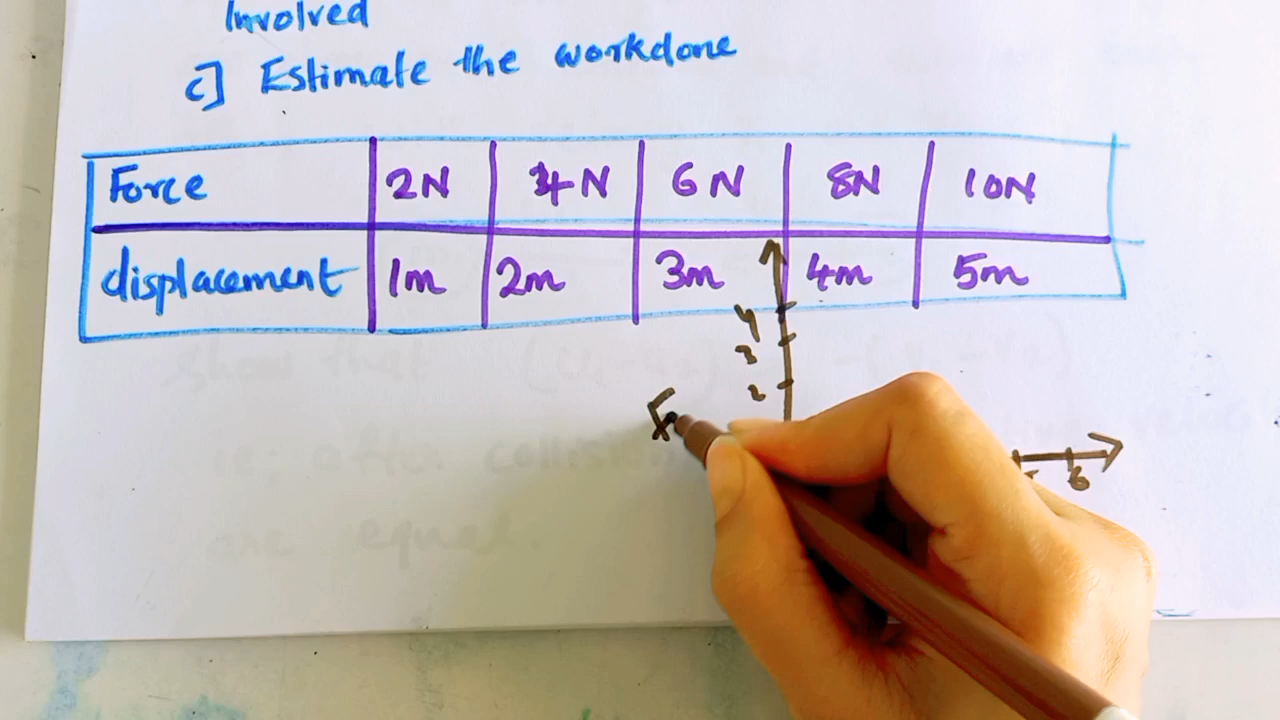 Involved
c] Estimate the workdone
Force 2N 4N 6N 8N 10N
displacement 1m 2m 3m 4m 5m
4
3
2
F
6